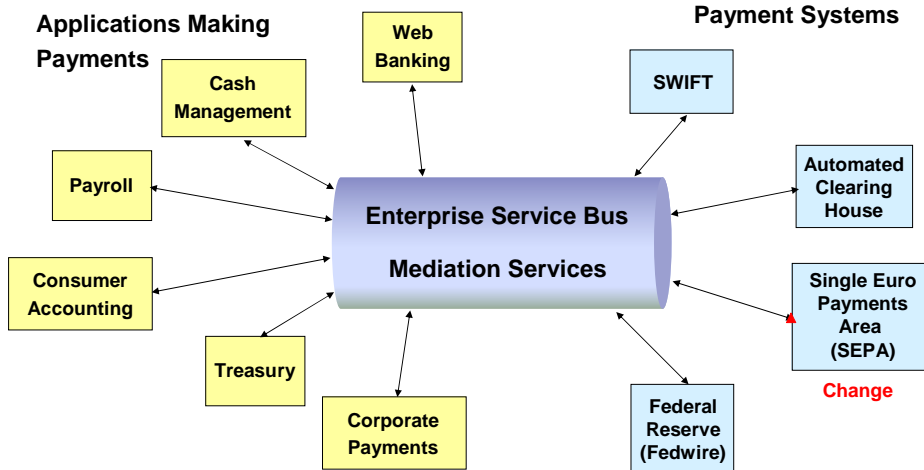 Applications Making
Payments
Payment Systems
Web
Banking
Cash
Management
SWIFT
Payroll
Automated
Clearing
House
Enterprise Service Bus
Mediation Services
Consumer
Accounting
Single Euro
Payments
Area
(SEPA)
Treasury
Change
Corporate
Payments
Federal
Reserve
(Fedwire)